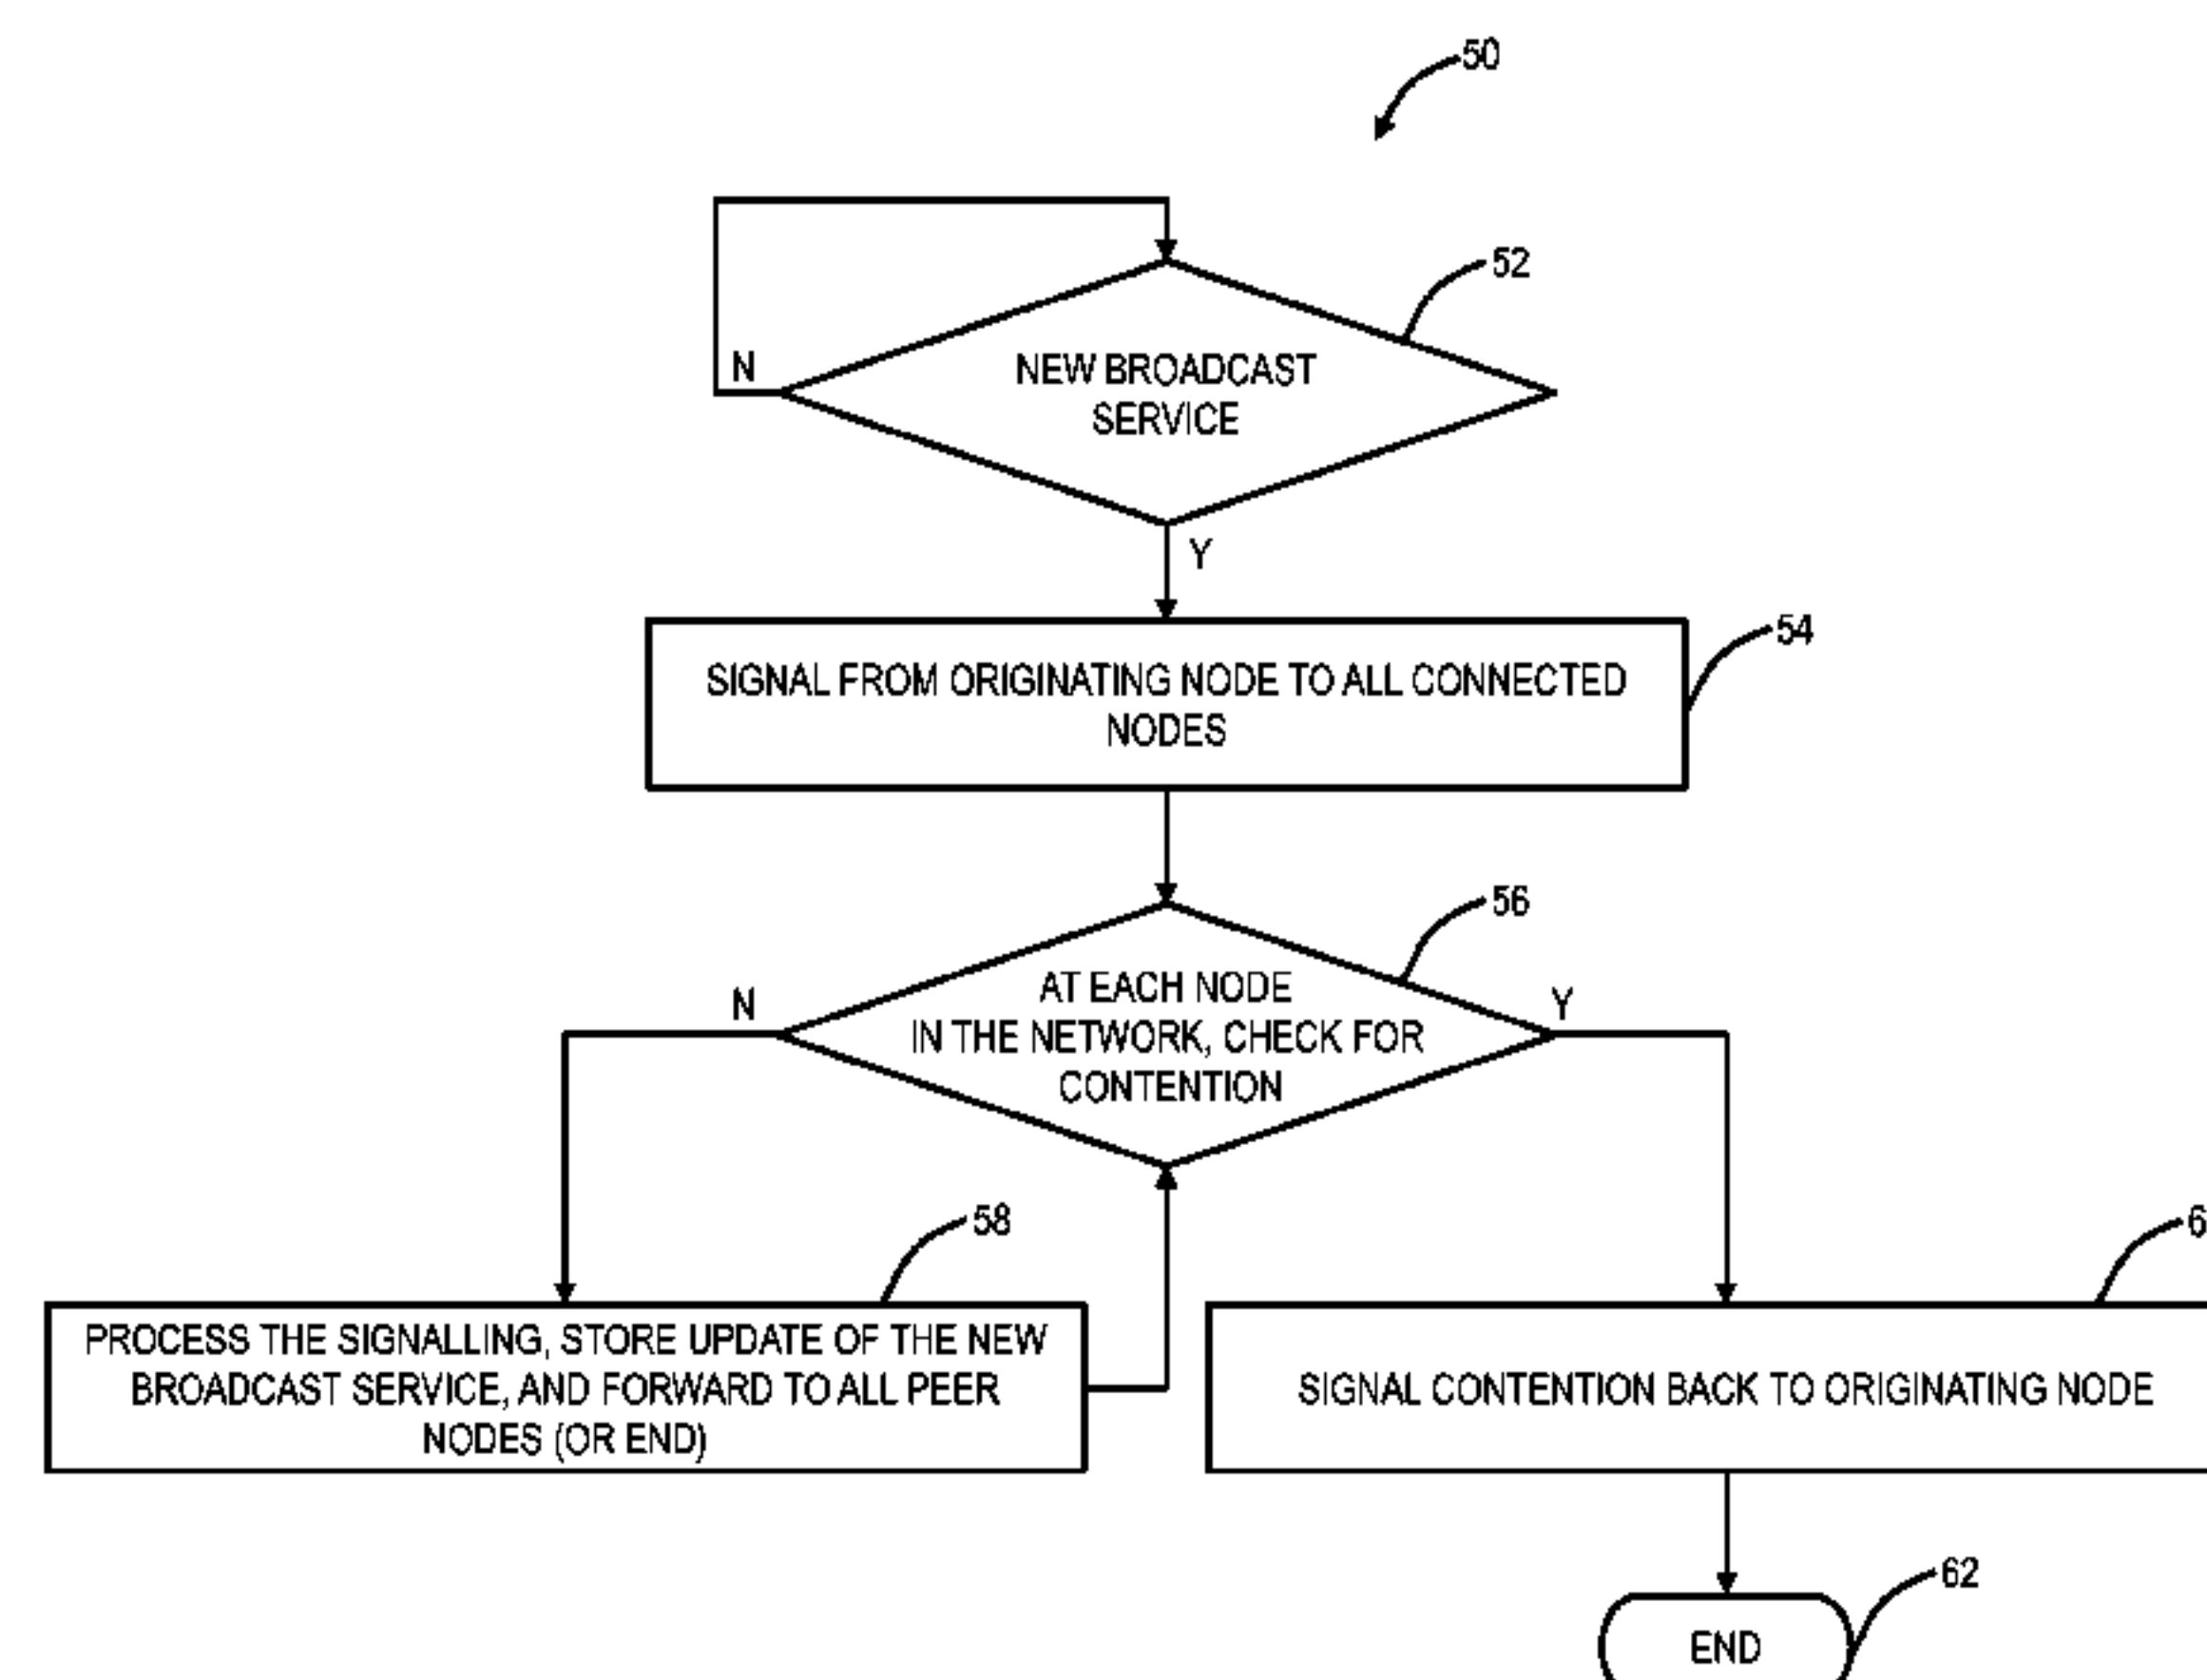 50
52
N
NEW BROADCAST
SERVICE
Y
54
SIGNAL FROM ORIGINATING NODE TO ALL CONNECTED
NODES
56
N
AT EACH NODE
IN THE NETWORK, CHECK FOR
CONTENTION
Y
58
6
PROCESS THE SIGNALLING, STORE UPDATE OF THE NEW
BROADCAST SERVICE, AND FORWARD TO ALL PEER
NODES (OR END)
SIGNAL CONTENTION BACK TO ORIGINATING NODE
62
END